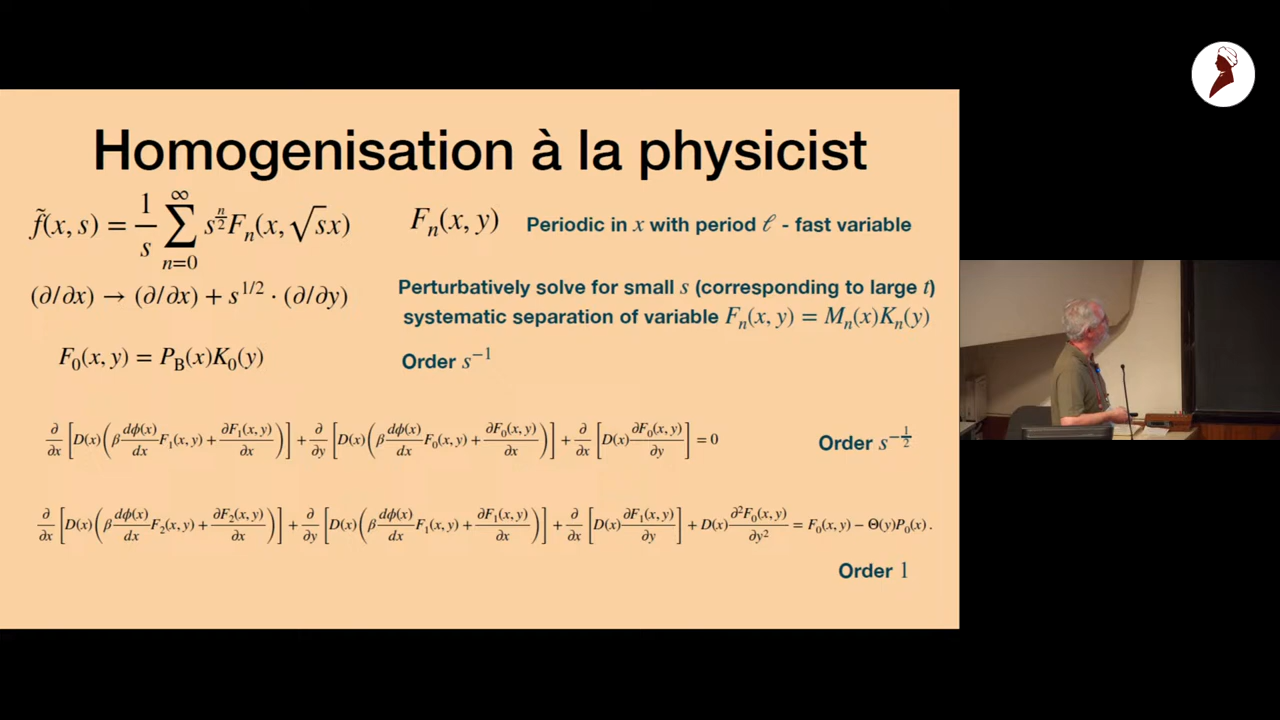 Homogenisation à la physicist
f̃(x, s) = 1/s ∑_{n=0}^{∞} s^{n/2} F_n(x, √s x)
F_n(x, y) Periodic in x with period ℓ - fast variable
(∂/∂x) → (∂/∂x) + s^{1/2} · (∂/∂y)
Perturbatively solve for small s (corresponding to large t)
systematic separation of variable F_n(x, y) = M_n(x)K_n(y)
F_0(x, y) = P_B(x)K_0(y)
Order s^{-1}
∂/∂x [D(x)(β dϕ(x)/dx F_1(x, y) + ∂F_1(x, y)/∂x)] + ∂/∂y [D(x)(β dϕ(x)/dx F_0(x, y) + ∂F_0(x, y)/∂x)] + ∂/∂x [D(x) ∂F_0(x, y)/∂y] = 0
Order s^{-1/2}
∂/∂x [D(x)(β dϕ(x)/dx F_2(x, y) + ∂F_2(x, y)/∂x)] + ∂/∂y [D(x)(β dϕ(x)/dx F_1(x, y) + ∂F_1(x, y)/∂x)] + ∂/∂x [D(x) ∂F_1(x, y)/∂y] + D(x) ∂²F_0(x, y)/∂y² = F_0(x, y) − Θ(y)P_0(x) .
Order 1